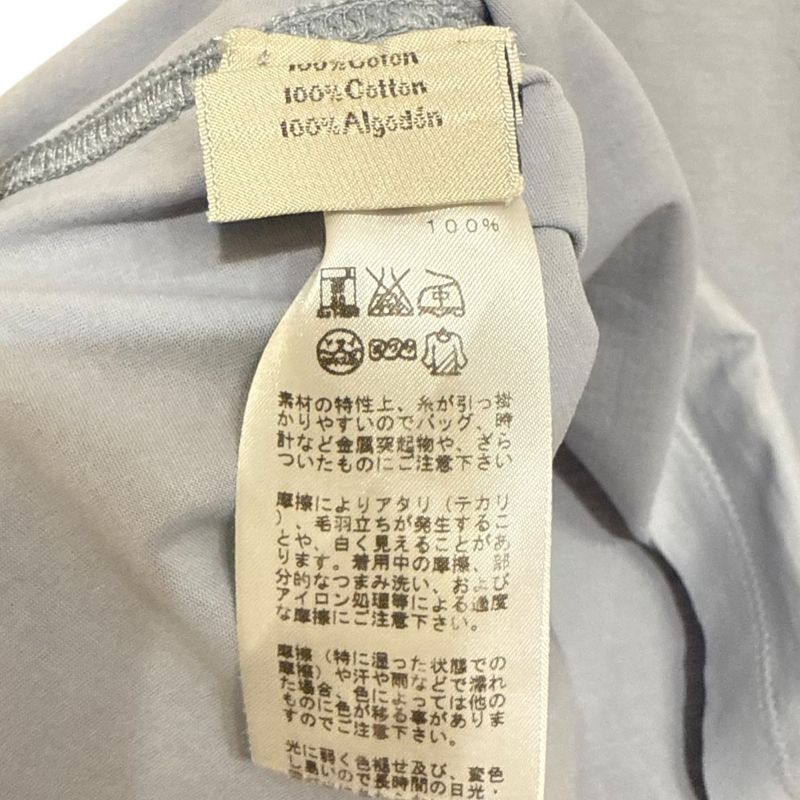 100%Coton
100%Cotton
100%Algodón
100%
中
素材の特性上、糸が引っ掛
かりやすいのでバッグ、時
計など金属突起物や、ざら
ついたものにご注意下さい
摩擦によりアタリ（テカリ
）、毛羽立ちが発生するこ
とや、白く見えることがあ
ります。着用中の摩擦、部
分的なつまみ洗い、および
アイロン処理等による過度
な摩擦にご注意下さい。
摩擦（特に湿った状態での
摩擦）や汗や雨などで濡れ
た場合、色によっては他の
ものに色が移る事がありま
すのでご注意下さい。
光に弱く色褪せ及び、変色
し易いので長時間の日光・